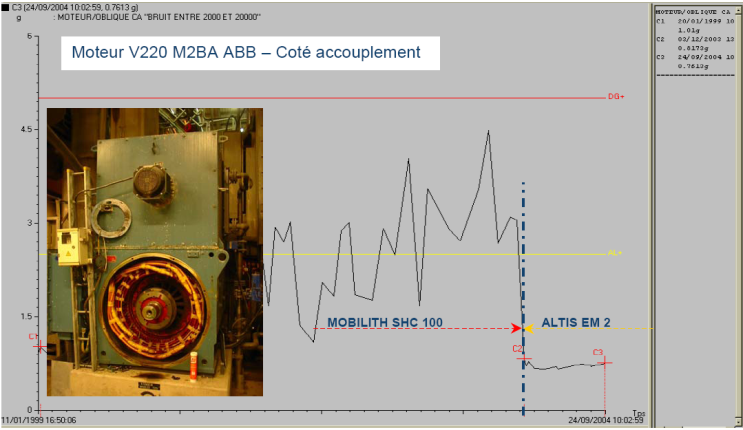 C3 (24/09/2004 10:02:59, 0.7613 g)
g : MOTEUR/OBLIQUE CA "BRUIT ENTRE 2000 ET 20000"
Moteur V220 M2BA ABB – Coté accouplement
6
DG+
4.5
3
AL+
1.5
C1
MOBILITH SHC 100
ALTIS EM 2
C2
C3
0
Tps
11/01/1999 16:50:06
24/09/2004 10:02:59
MOTEUR/OBLIQUE CA
C1 20/01/1999 10
1.01g
C2 03/12/2003 13
0.8173g
C3 24/09/2004 10
0.7613g